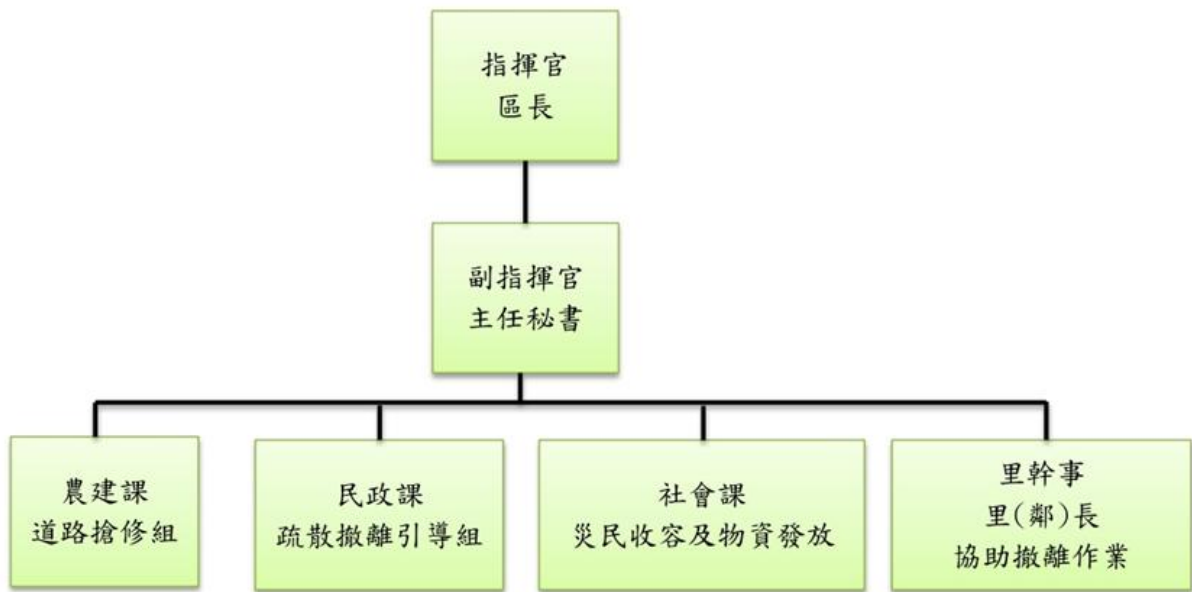 指揮官
區長
副指揮官
主任秘書
農建課
道路搶修組
民政課
疏散撤離引導組
社會課
災民收容及物資發放
里幹事
里(鄰)長
協助撤離作業